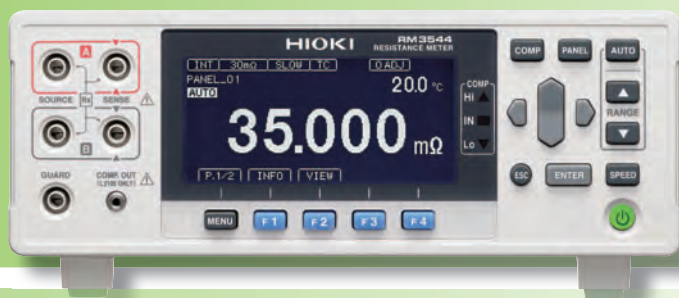 HIOKI
RM3544
RESISTANCE METER
A
SOURCE Rx SENSE
B
GUARD
COMP. OUT
(L2105 ONLY)
INT 30mΩ SLOW TC 0ADJ
PANEL_01
AUTO
20.0 °C
35.000 mΩ
P.1/2 INFO VIEW
COMP
Hi
IN
Lo
MENU F1 F2 F3 F4
COMP PANEL AUTO
RANGE
ESC ENTER SPEED